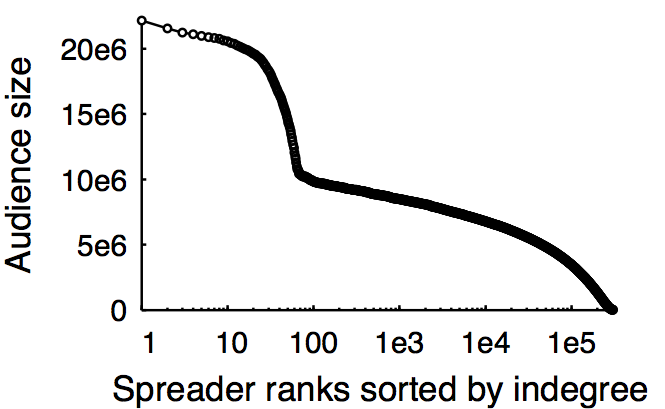 Audience size
20e6
15e6
10e6
5e6
0
1 10 100 1e3 1e4 1e5
Spreader ranks sorted by indegree